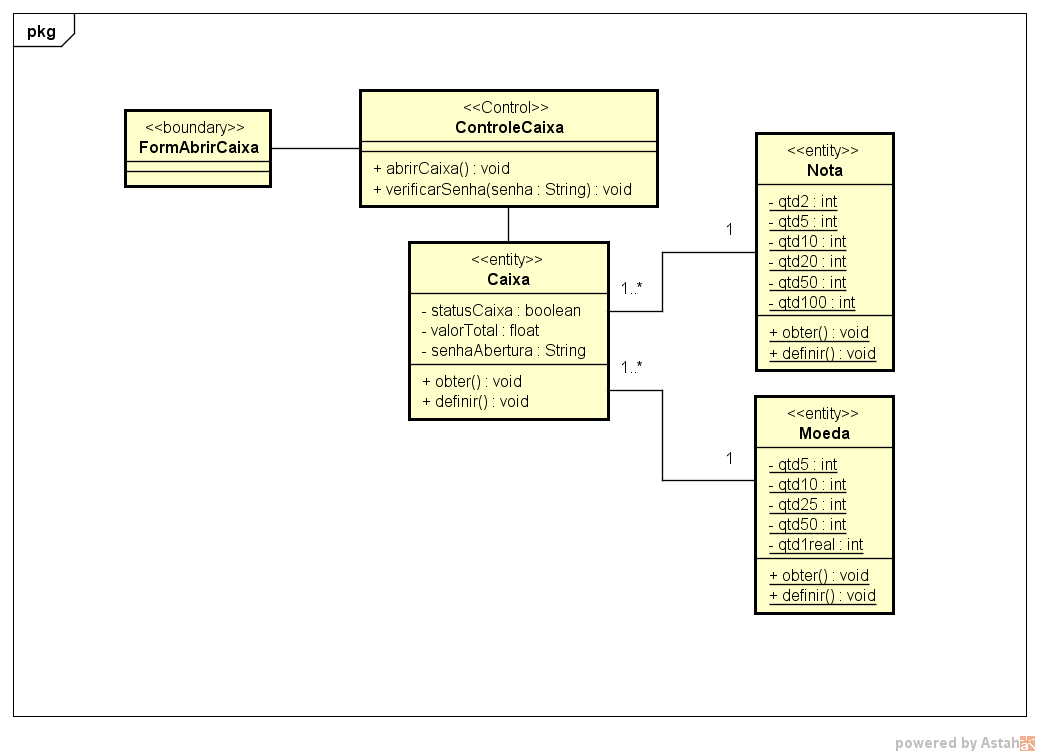 pkg
<<boundary>>
FormAbrirCaixa
<<Control>>
ControleCaixa
+ abrirCaixa() : void
+ verificarSenha(senha : String) : void
<<entity>>
Caixa
- statusCaixa : boolean
- valorTotal : float
- senhaAbertura : String
+ obter() : void
+ definir() : void
1..*
1
1..*
1
<<entity>>
Nota
- qtd2 : int
- qtd5 : int
- qtd10 : int
- qtd20 : int
- qtd50 : int
- qtd100 : int
+ obter() : void
+ definir() : void
<<entity>>
Moeda
- qtd5 : int
- qtd10 : int
- qtd25 : int
- qtd50 : int
- qtd1real : int
+ obter() : void
+ definir() : void
powered by Astah